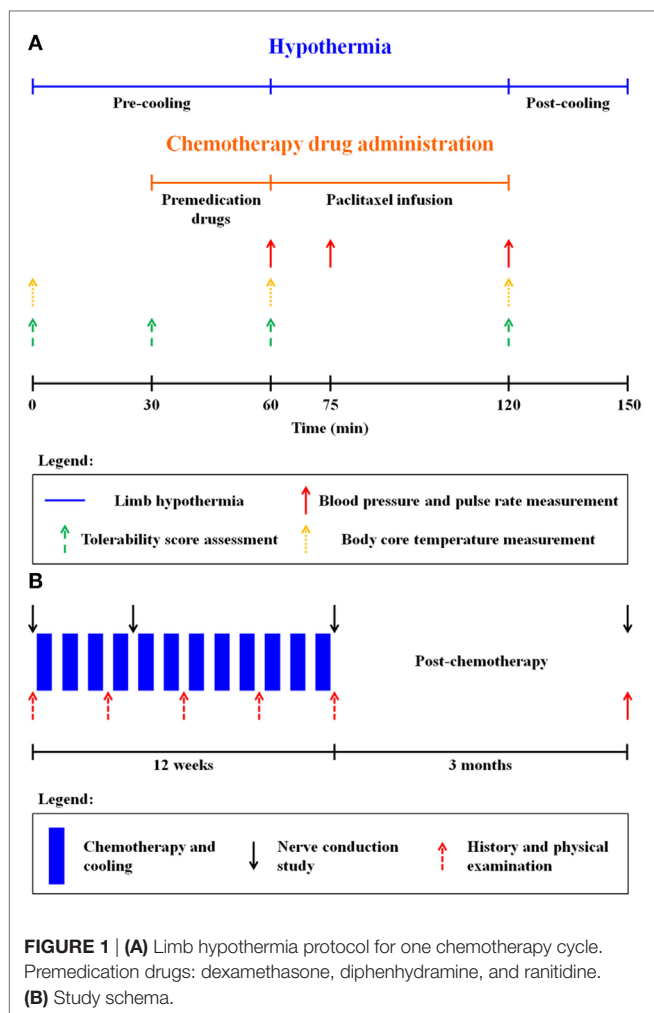 A
Hypothermia
Pre-cooling
Post-cooling
Chemotherapy drug administration
Premedication
drugs
Paclitaxel infusion
0 30 60 75 120 150
Time (min)
Legend:
Limb hypothermia
Blood pressure and pulse rate measurement
Tolerability score assessment
Body core temperature measurement
B
Post-chemotherapy
12 weeks
3 months
Legend:
Chemotherapy and
cooling
Nerve conduction
study
History and physical
examination
FIGURE 1 | (A) Limb hypothermia protocol for one chemotherapy cycle.
Premedication drugs: dexamethasone, diphenhydramine, and ranitidine.
(B) Study schema.